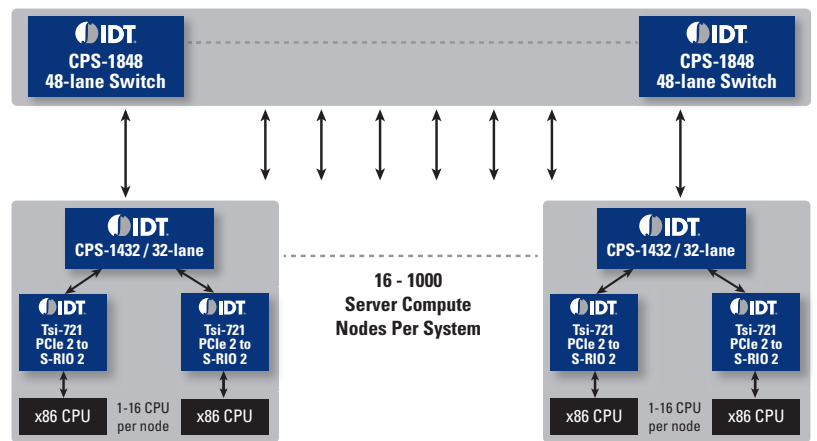 IDT.
CPS-1848
48-lane Switch
IDT.
CPS-1848
48-lane Switch
IDT.
CPS-1432 / 32-lane
IDT.
Tsi-721
PCIe 2 to
S-RIO 2
IDT.
Tsi-721
PCIe 2 to
S-RIO 2
x86 CPU
1-16 CPU
per node
x86 CPU
16 - 1000
Server Compute
Nodes Per System
IDT.
CPS-1432 / 32-lane
IDT.
Tsi-721
PCIe 2 to
S-RIO 2
IDT.
Tsi-721
PCIe 2 to
S-RIO 2
x86 CPU
1-16 CPU
per node
x86 CPU